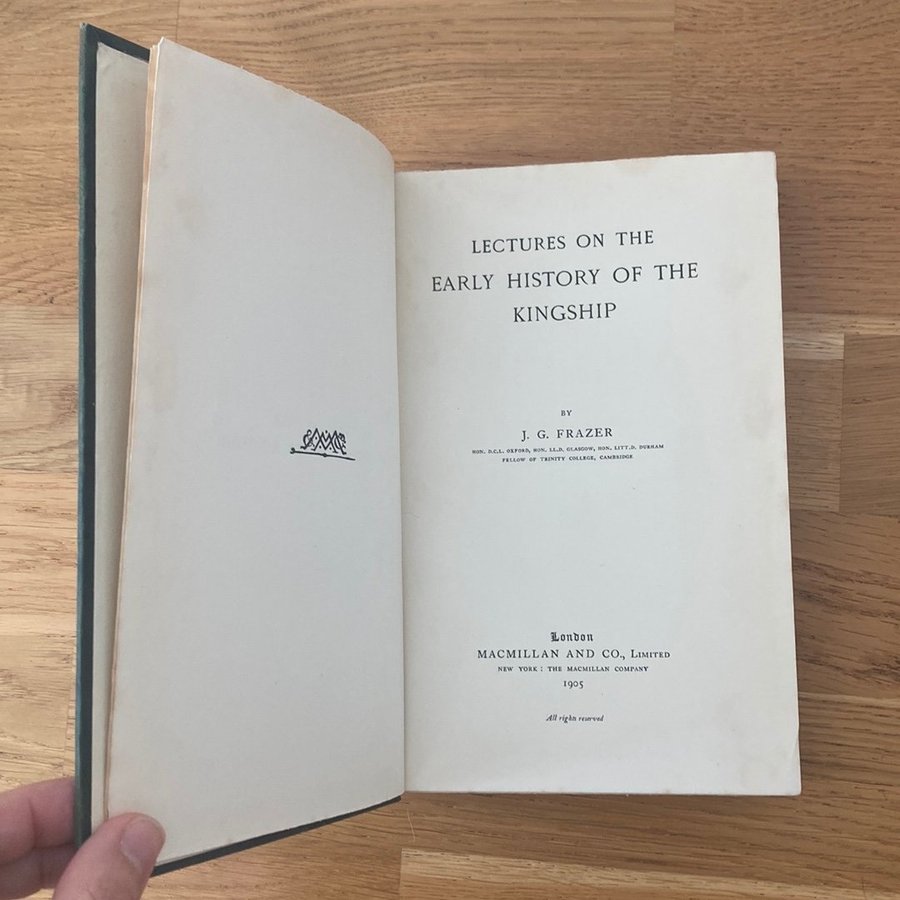 LECTURES ON THE
EARLY HISTORY OF THE
KINGSHIP
BY
J. G. FRAZER
HON. D.C.L. OXFORD, HON. LL.D. GLASGOW, HON. LITT.D. DURHAM
FELLOW OF TRINITY COLLEGE, CAMBRIDGE
London
MACMILLAN AND CO., LIMITED
NEW YORK : THE MACMILLAN COMPANY
1905
All rights reserved